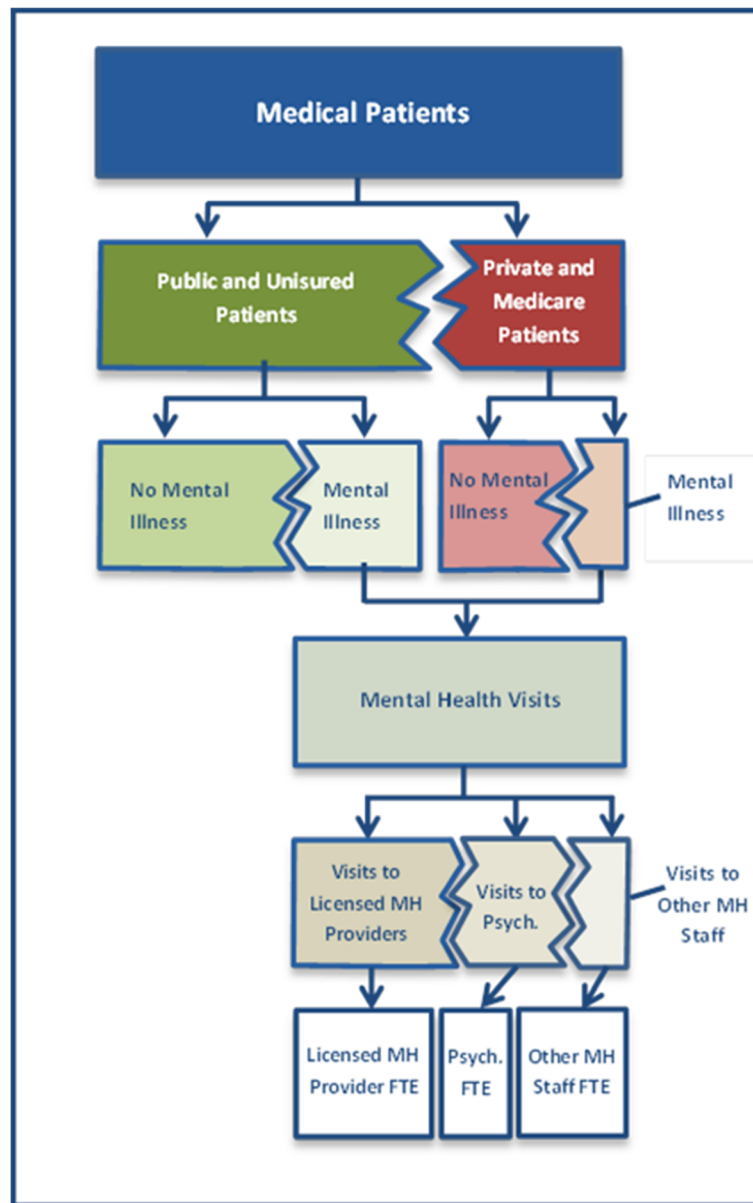 Medical Patients
Public and Unisured
Patients
Private and
Medicare
Patients
No Mental
Illness
Mental
Illness
No Mental
Illness
Mental
Illness
Mental Health Visits
Visits to
Licensed MH
Providers
Visits to
Psych.
Visits to
Other MH
Staff
Licensed MH
Provider FTE
Psych.
FTE
Other MH
Staff FTE